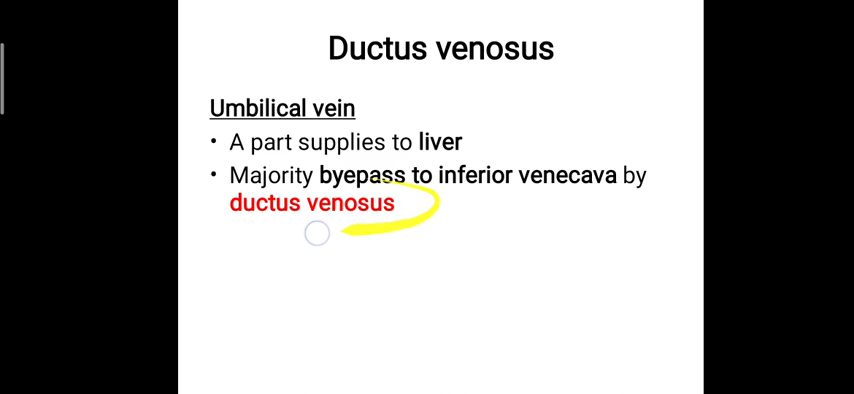 Ductus venosus
Umbilical vein
• A part supplies to liver
• Majority byepass to inferior venecava by
ductus venosus